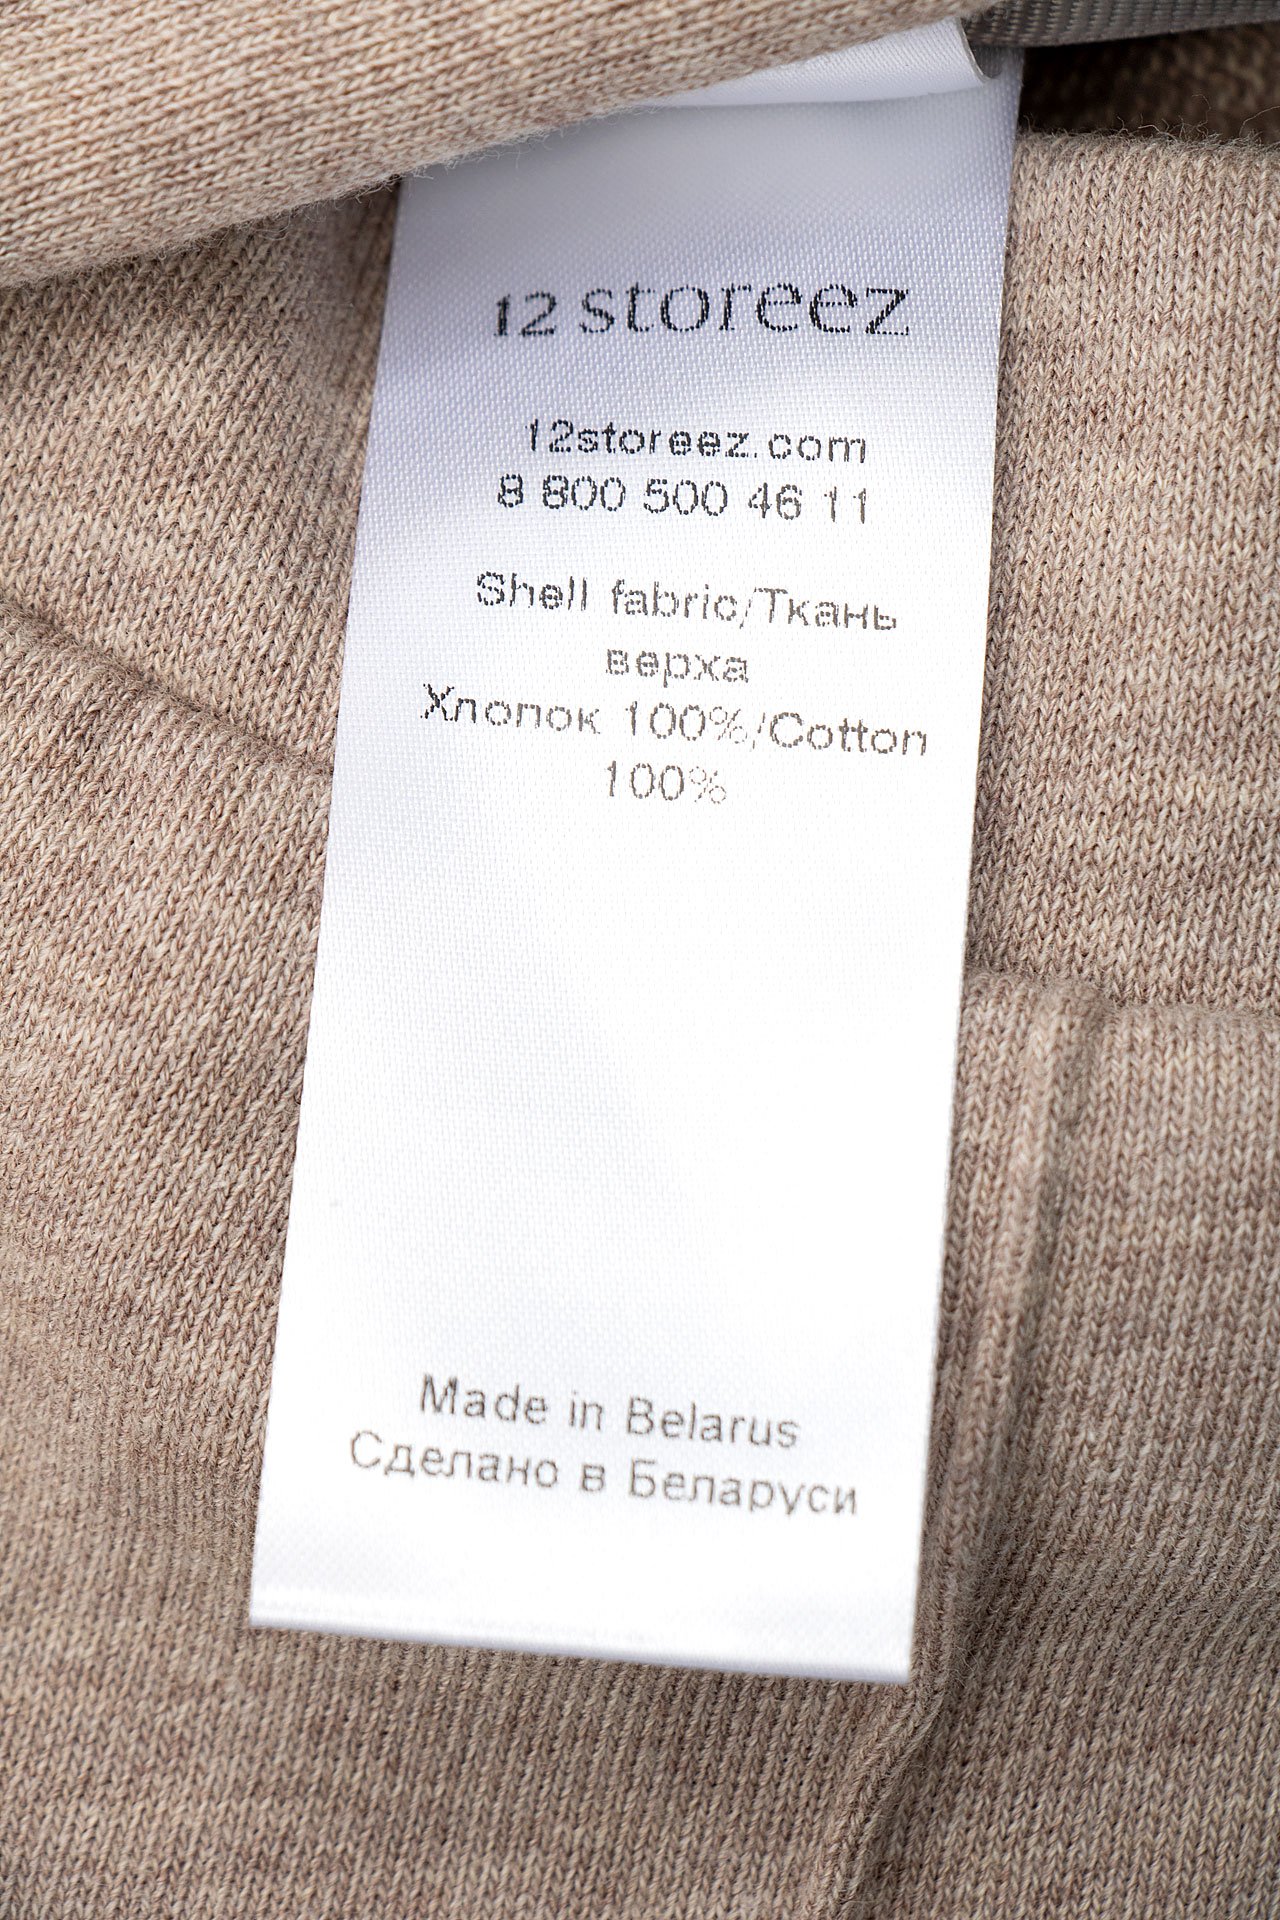 12 storeez
12storeez.com
8 800 500 46 11
Shell fabric/Ткань
верха
Хлопок 100%/Cotton
100%
Made in Belarus
Сделано в Беларуси